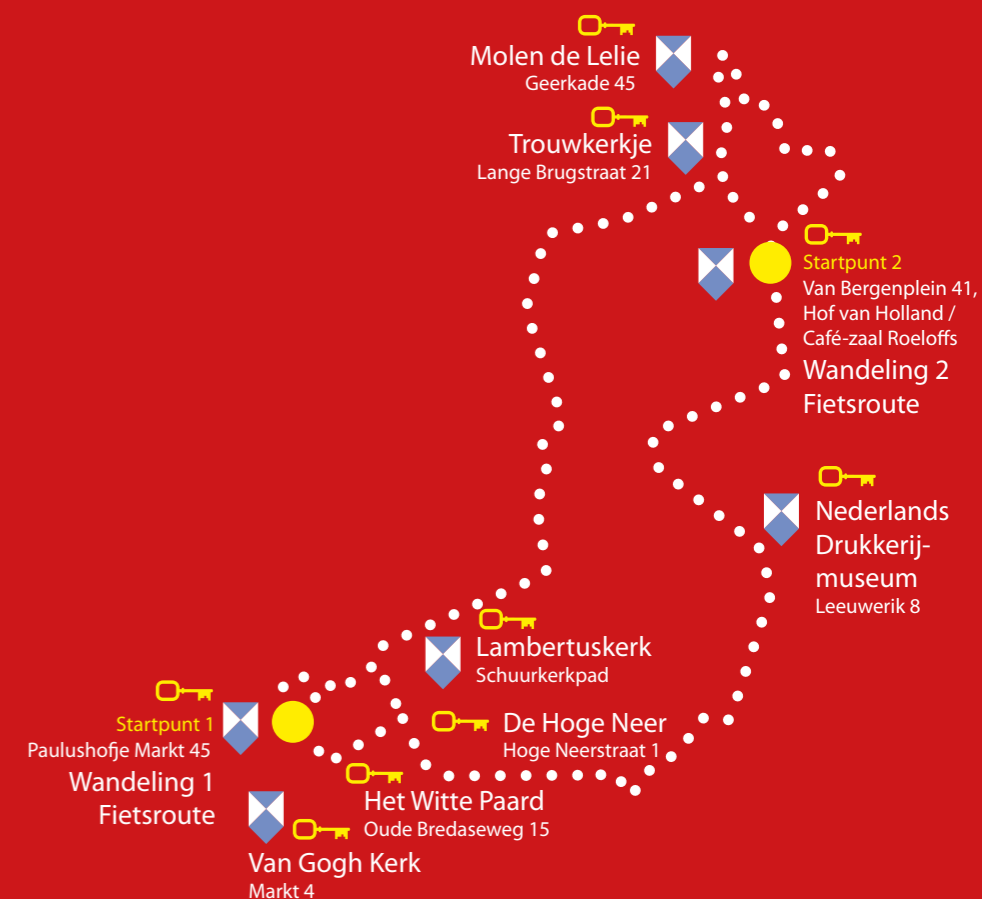 Molen de Lelie
Geerkade 45
Trouwkerkje
Lange Brugstraat 21
Startpunt 2
Van Bergenplein 41,
Hof van Holland /
Café-zaal Roeloffs
Wandeling 2
Fietsroute
Nederlands
Drukkerij-
museum
Leeuwerik 8
Lambertuskerk
Schuurkerkpad
De Hoge Neer
Hoge Neerstraat 1
Startpunt 1
Paulushofje Markt 45
Wandeling 1
Fietsroute
Het Witte Paard
Oude Bredaseweg 15
Van Gogh Kerk
Markt 4